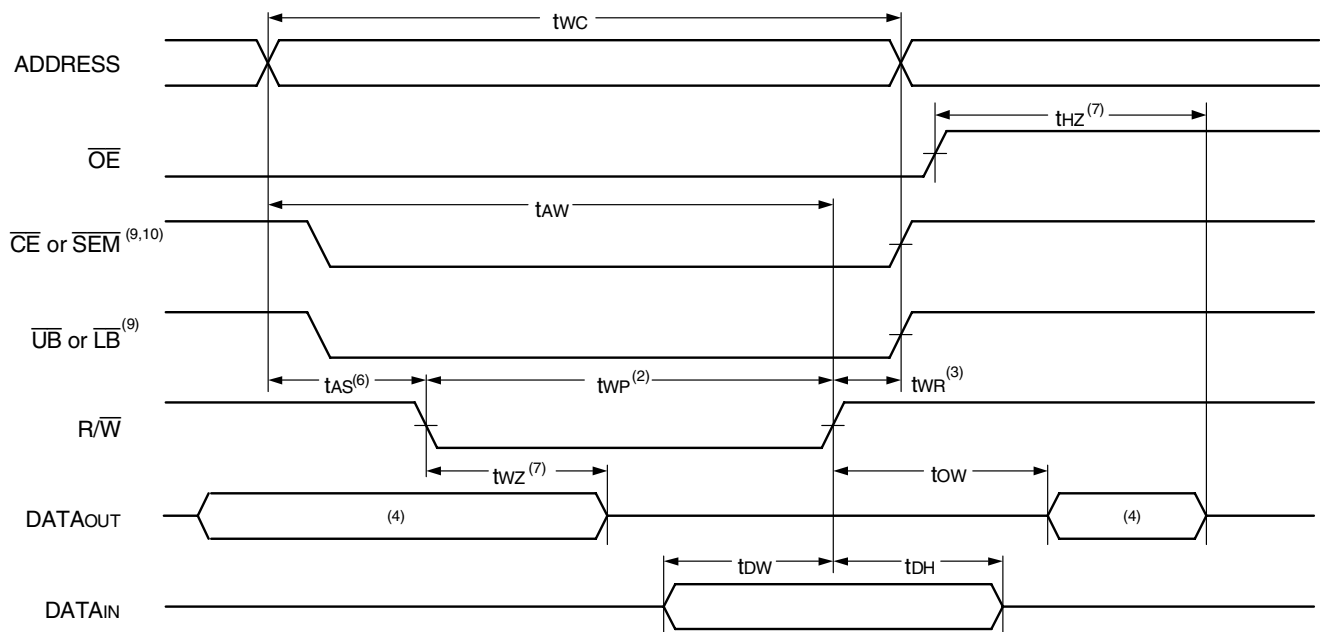 tWC
ADDRESS
tHZ(7)
OE
tAW
CE or SEM (9,10)
UB or LB(9)
tAS(6)
tWP(2)
tWR(3)
R/W
tWZ(7)
tOW
DATAOUT
(4)
(4)
tDW
tDH
DATAIN